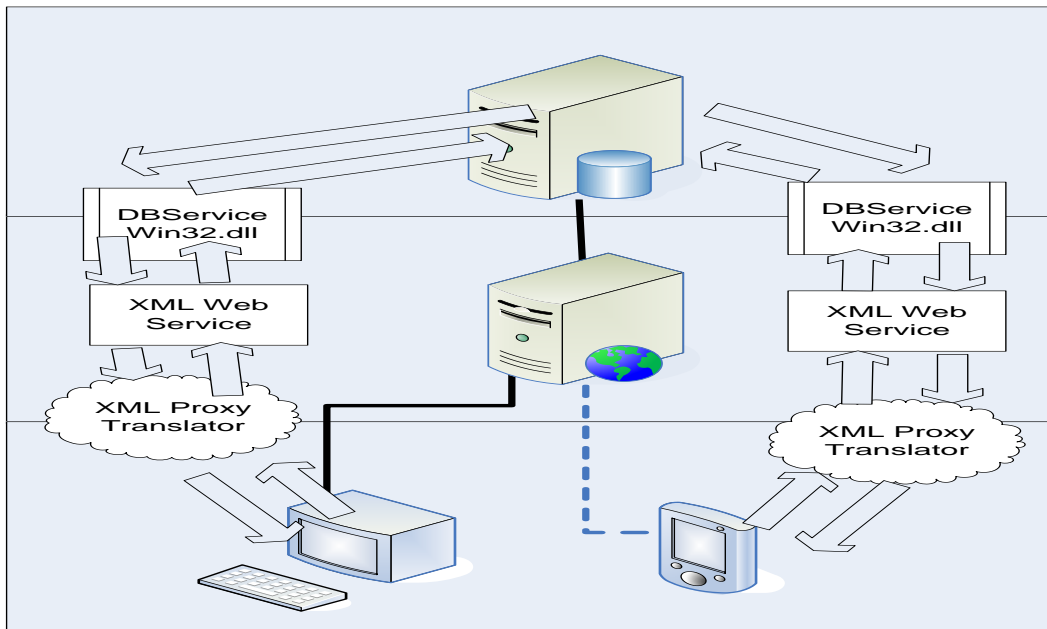 DBService
Win32.dll
XML Web
Service
XML Proxy
Translator
DBService
Win32.dll
XML Web
Service
XML Proxy
Translator